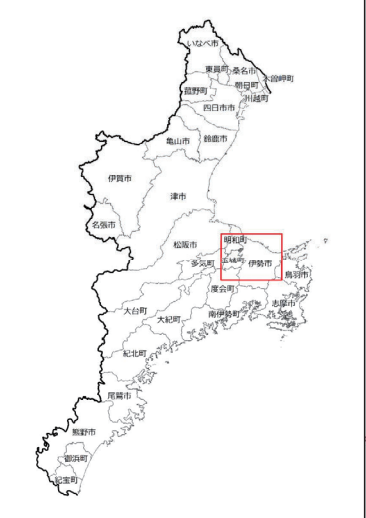 いなべ市
東員町
桑名市
木曽岬町
朝日町
川越町
菰野町
四日市市
亀山市
鈴鹿市
伊賀市
津市
名張市
松阪市
明和町
多気町
玉城町
伊勢市
鳥羽市
度会町
志摩市
大台町
大紀町
南伊勢町
紀北町
尾鷲市
熊野市
御浜町
紀宝町